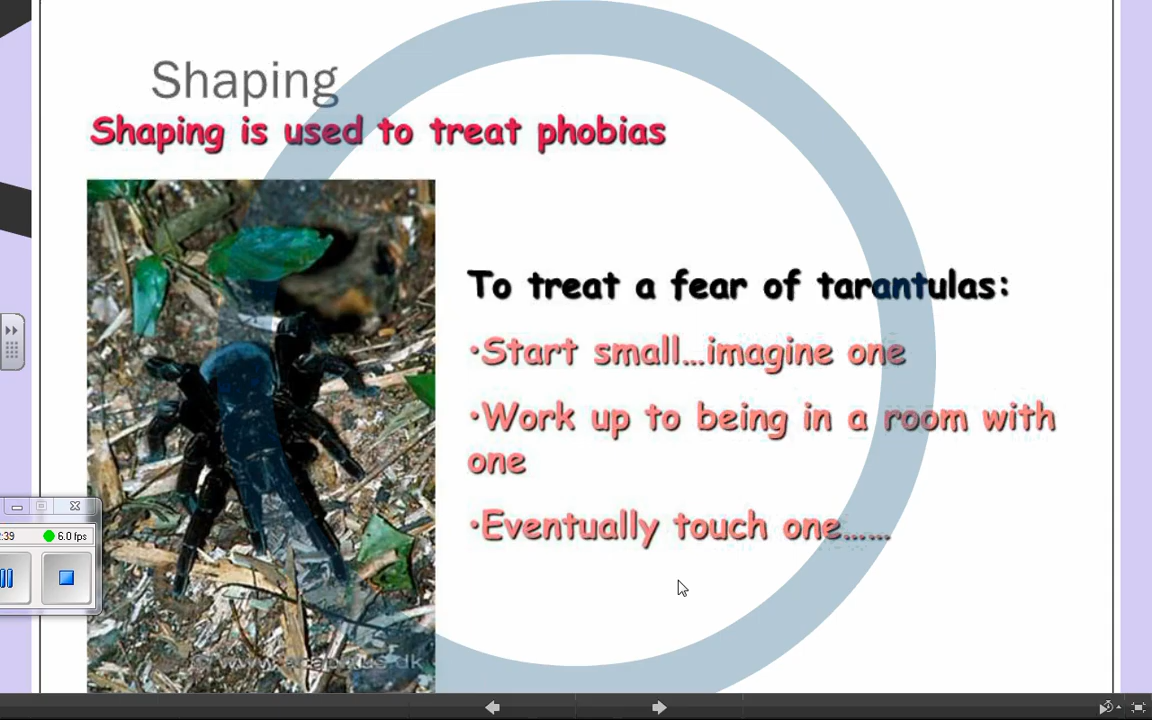 Shaping
Shaping is used to treat phobias
To treat a fear of tarantulas:
•Start small...imagine one
•Work up to being in a room with
one
•Eventually touch one......
:39
6.0 fps